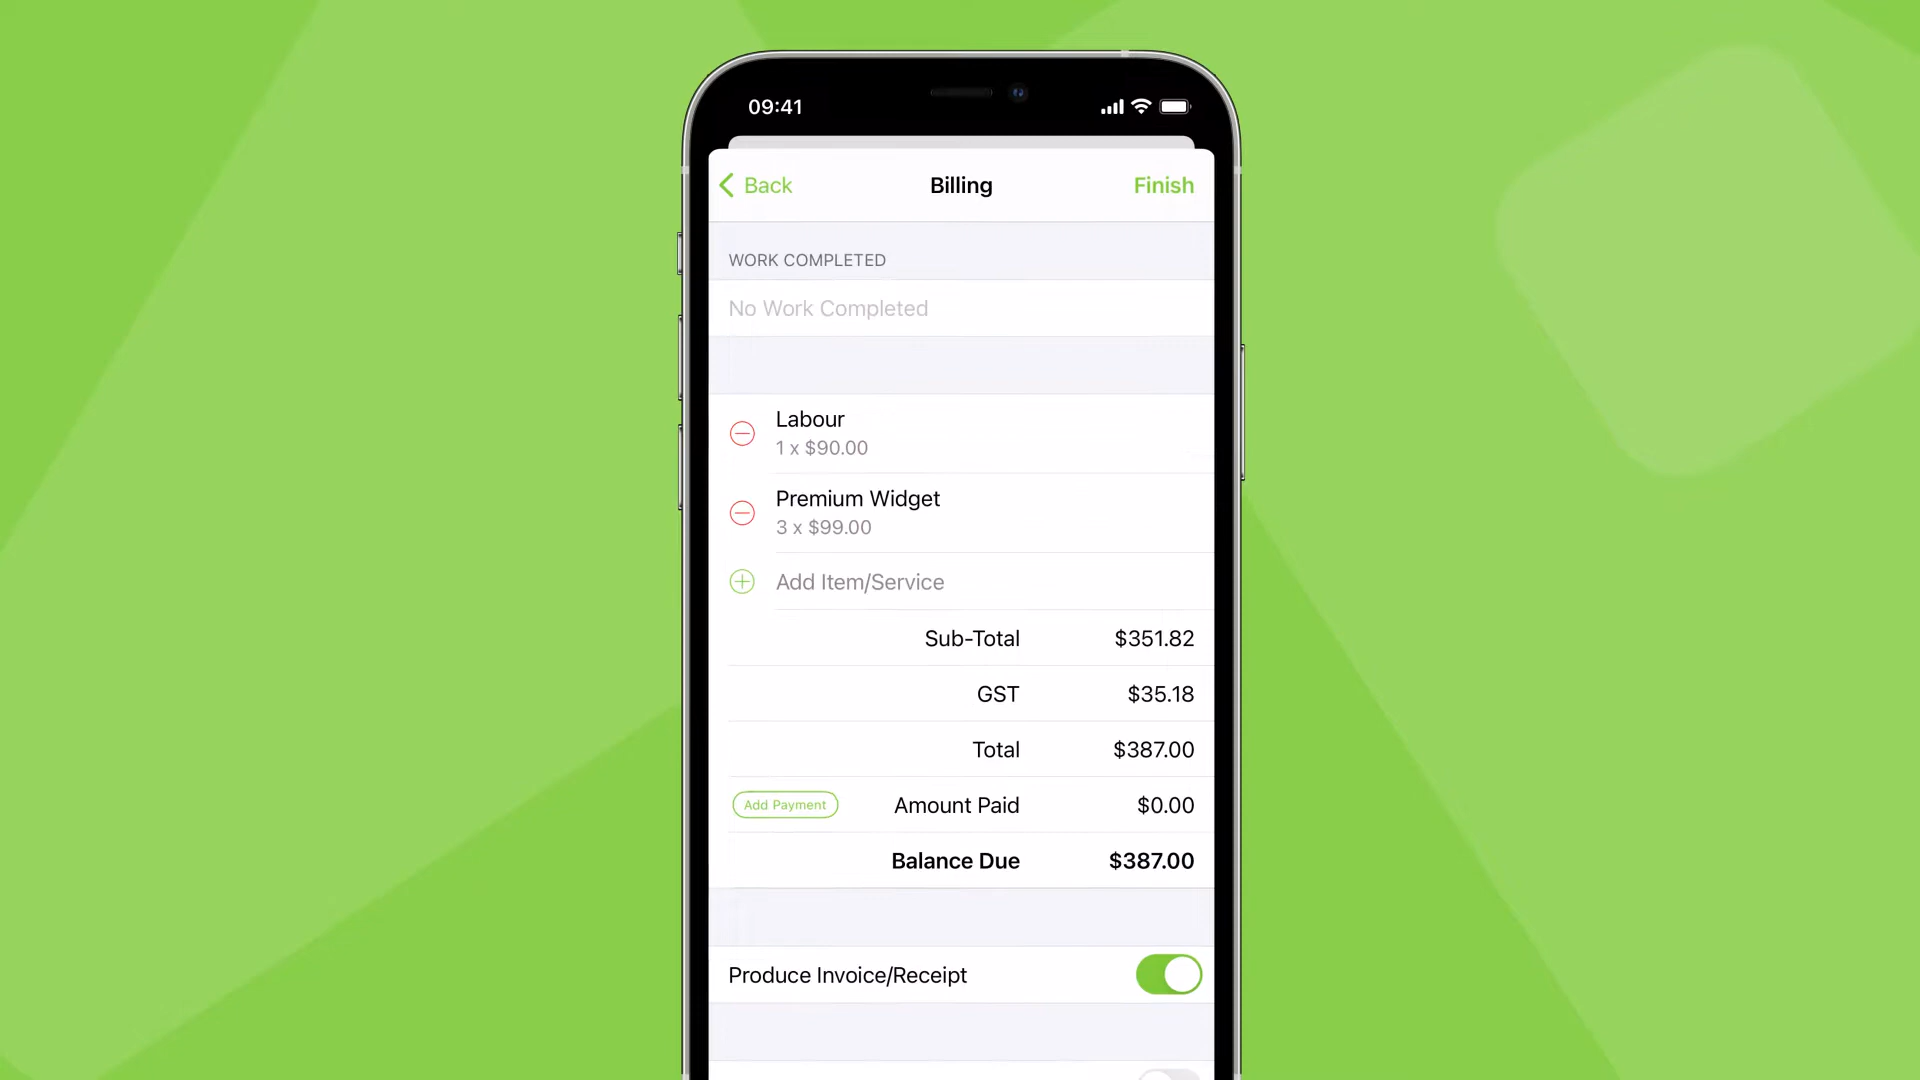 09:41
Back
Billing
Finish
WORK COMPLETED
No Work Completed
Labour
1 x $90.00
Premium Widget
3 x $99.00
Add Item/Service
Sub-Total $351.82
GST $35.18
Total $387.00
Add Payment Amount Paid $0.00
Balance Due $387.00
Produce Invoice/Receipt